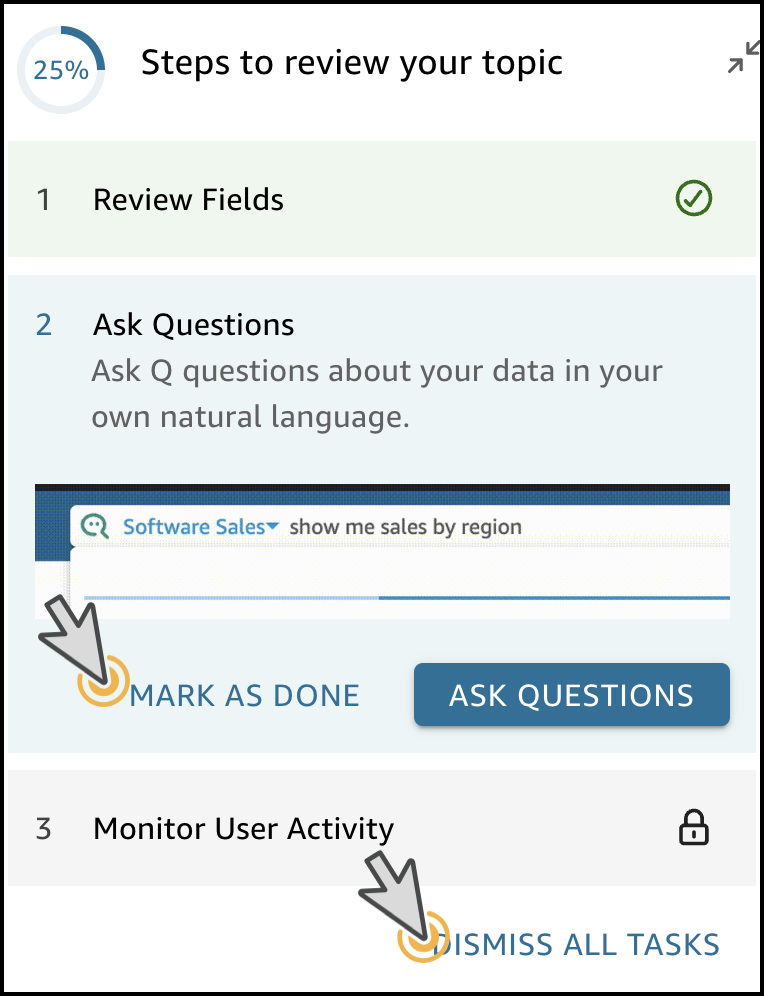 25%
Steps to review your topic
1 Review Fields
2 Ask Questions
Ask Q questions about your data in your
own natural language.
Software Sales show me sales by region
MARK AS DONE
ASK QUESTIONS
3 Monitor User Activity
DISMISS ALL TASKS